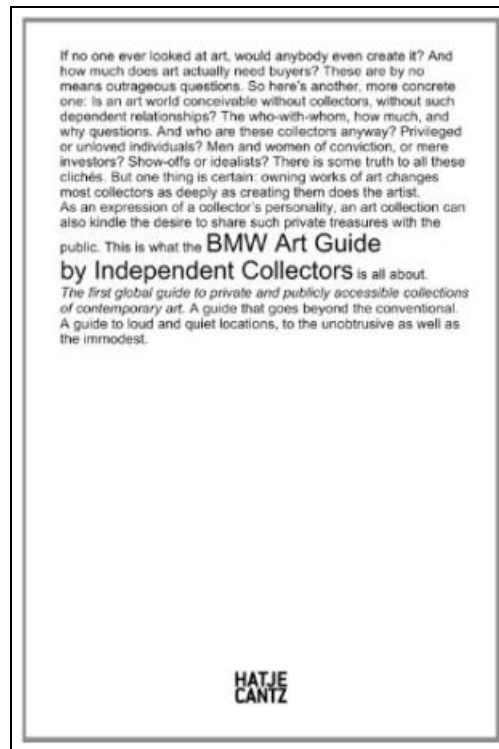 If no one ever looked at art, would anybody even create it? And
how much does art actually need buyers? These are by no
means outrageous questions. So here's another, more concrete
one: Is an art world conceivable without collectors, without such
dependent relationships? The who-with-whom, how much, and
why questions. And who are these collectors anyway? Privileged
or unloved individuals? Men and women of conviction, or mere
investors? Show-offs or idealists? There is some truth to all these
clichés. But one thing is certain: owning works of art changes
most collectors as deeply as creating them does the artist.
As an expression of a collector's personality, an art collection can
also kindle the desire to share such private treasures with the
public. This is what the BMW Art Guide
by Independent Collectors is all about.
The first global guide to private and publicly accessible collections
of contemporary art. A guide that goes beyond the conventional.
A guide to loud and quiet locations, to the unobtrusive as well as
the immodest.
HATJE
CANTZ